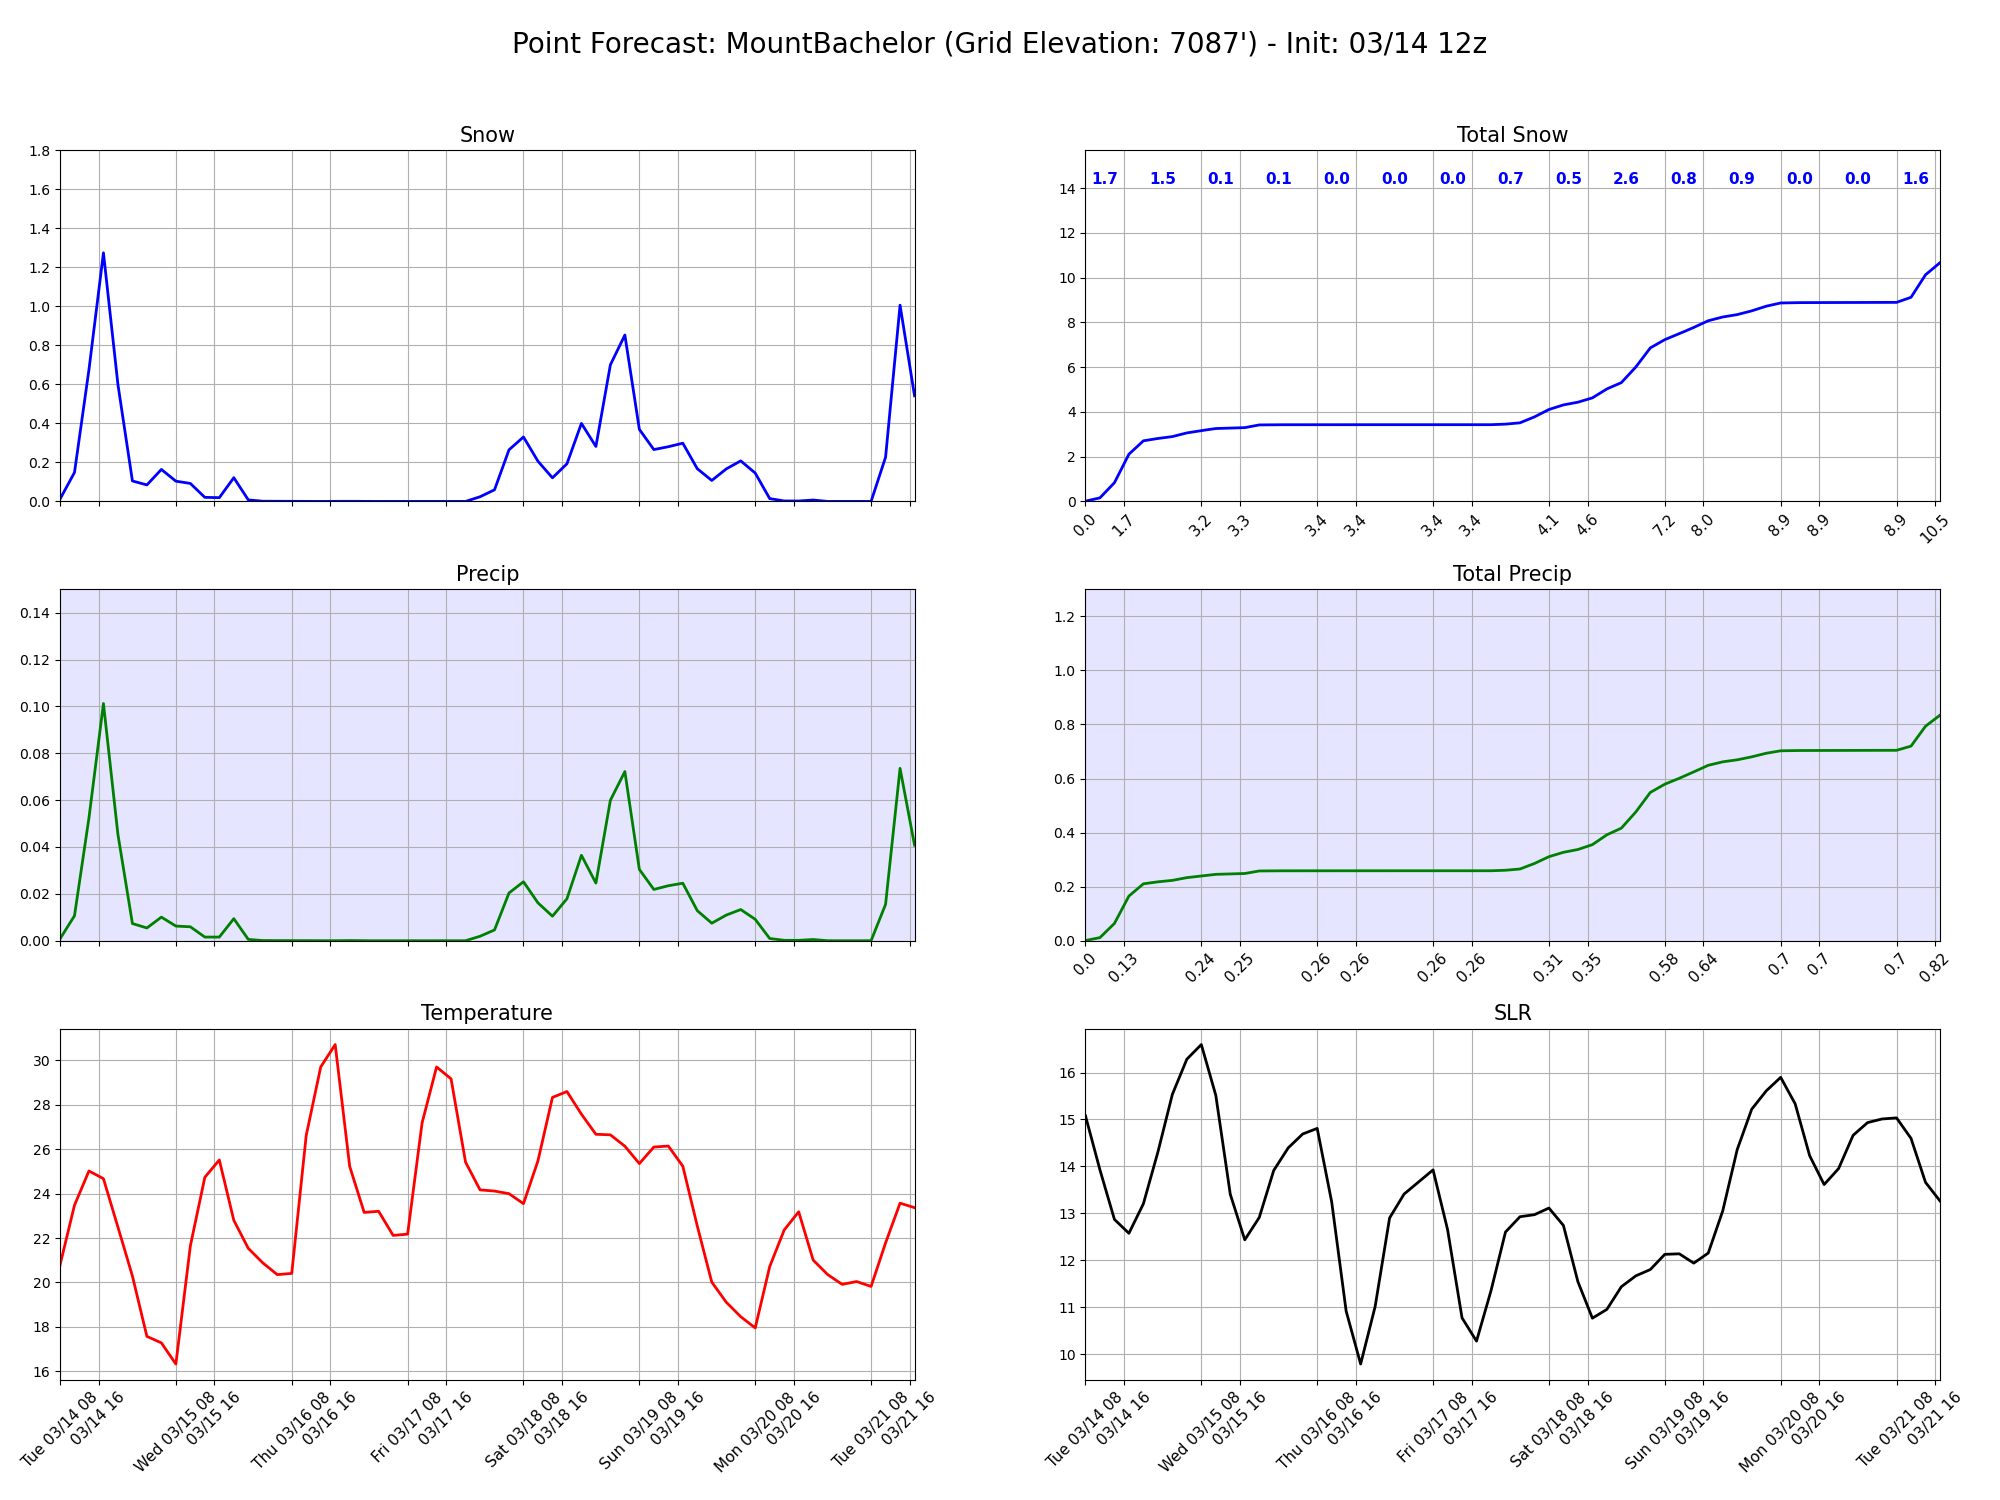 Point Forecast: MountBachelor (Grid Elevation: 7087') - Init: 03/14 12z
Snow
1.8
1.6
1.4
1.2
1.0
0.8
0.6
0.4
0.2
0.0
Total Snow
1.7 1.5 0.1 0.1 0.0 0.0 0.0 0.7 0.5 2.6 0.8 0.9 0.0 0.0 1.6
14
12
10
8
6
4
2
0
0.0 1.7 3.2 3.3 3.4 3.4 3.4 3.4 4.1 4.6 7.2 8.0 8.9 8.9 8.9 10.5
Precip
0.14
0.12
0.10
0.08
0.06
0.04
0.02
0.00
Total Precip
1.2
1.0
0.8
0.6
0.4
0.2
0.0
0.0 0.13 0.24 0.25 0.26 0.26 0.26 0.26 0.31 0.35 0.58 0.64 0.7 0.7 0.7 0.82
Temperature
30
28
26
24
22
20
18
16
Tue 03/14 08
03/14 16
Wed 03/15 08
03/15 16
Thu 03/16 08
03/16 16
Fri 03/17 08
03/17 16
Sat 03/18 08
03/18 16
Sun 03/19 08
03/19 16
Mon 03/20 08
03/20 16
Tue 03/21 08
03/21 16
SLR
16
15
14
13
12
11
10
Tue 03/14 08
03/14 16
Wed 03/15 08
03/15 16
Thu 03/16 08
03/16 16
Fri 03/17 08
03/17 16
Sat 03/18 08
03/18 16
Sun 03/19 08
03/19 16
Mon 03/20 08
03/20 16
Tue 03/21 08
03/21 16